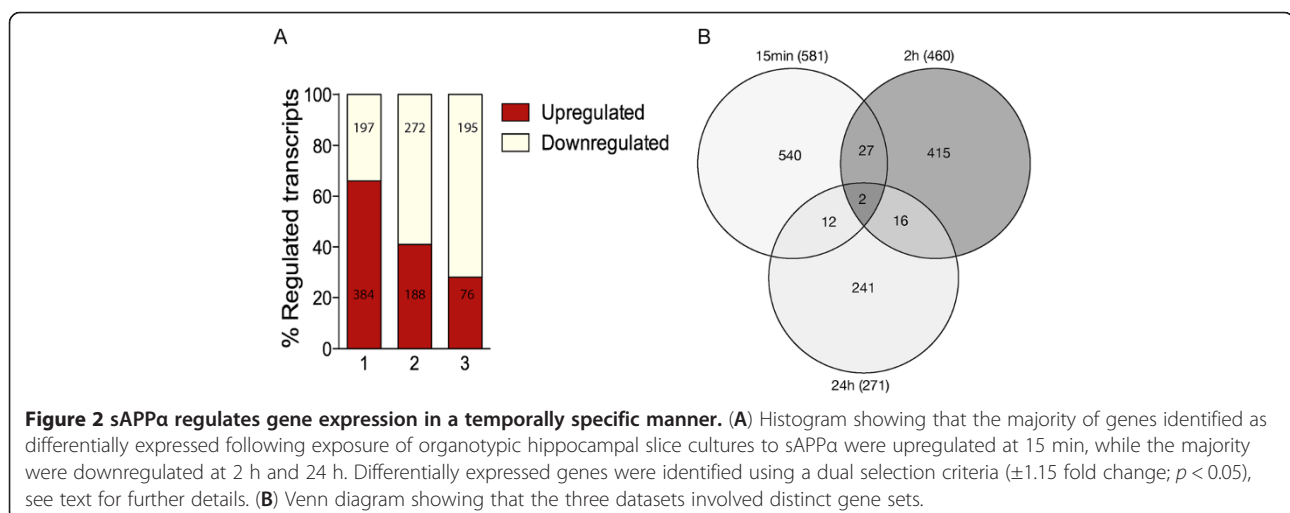 A
% Regulated transcripts
100
80
60
40
20
0
197
272
195
384
188
76
1 2 3
Upregulated
Downregulated
B
15min (581)
2h (460)
540
27
415
2
12
16
241
24h (271)
Figure 2 sAPPα regulates gene expression in a temporally specific manner. (A) Histogram showing that the majority of genes identified as
differentially expressed following exposure of organotypic hippocampal slice cultures to sAPPα were upregulated at 15 min, while the majority
were downregulated at 2 h and 24 h. Differentially expressed genes were identified using a dual selection criteria (±1.15 fold change; p < 0.05),
see text for further details. (B) Venn diagram showing that the three datasets involved distinct gene sets.